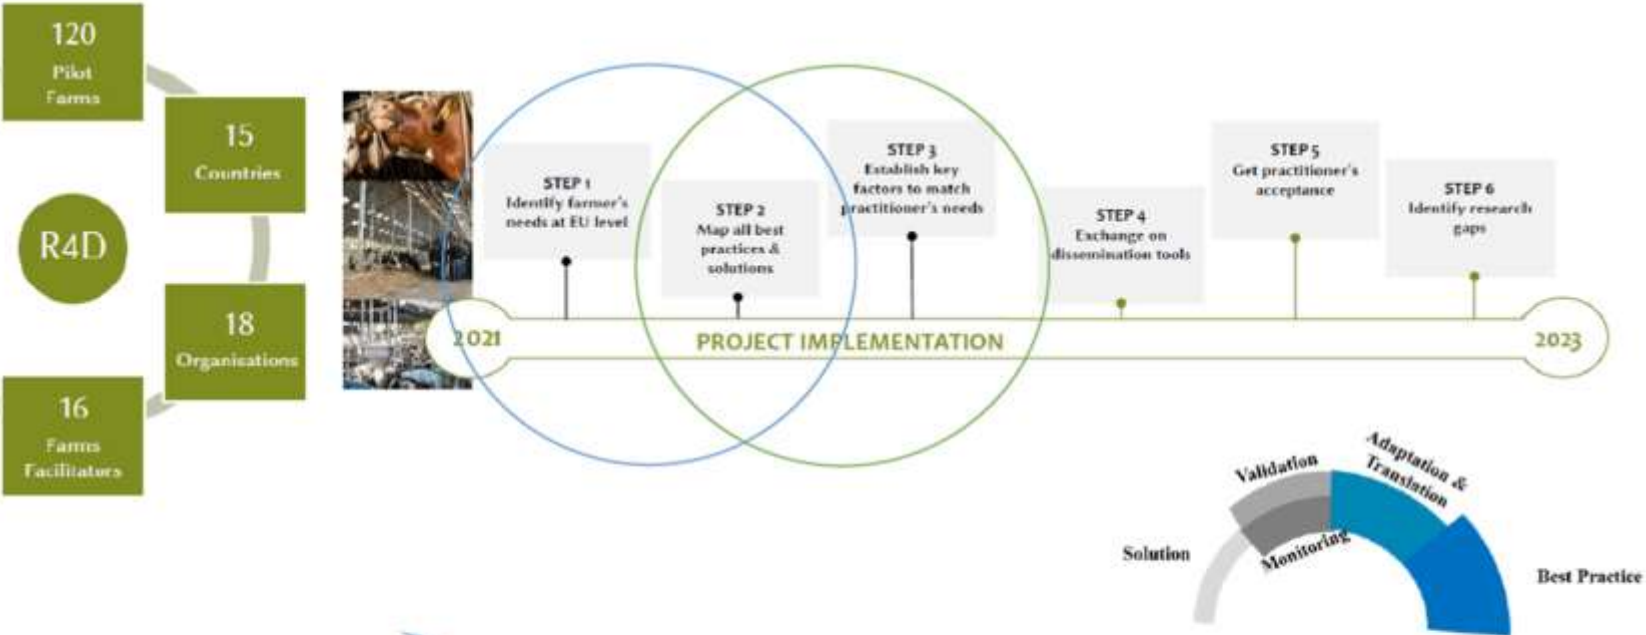 120
Pilot
Farms
15
Countries
R4D
18
Organisations
16
Farms
Facilitators
STEP 1
Identify farmer's
needs at EU level
STEP 2
Map all best
practices &
solutions
STEP 3
Establish key
factors to match
practitioner's needs
STEP 4
Exchange on
dissemination tools
STEP 5
Get practitioner's
acceptance
STEP 6
Identify research
gaps
2021
PROJECT IMPLEMENTATION
2023
Validation
Adaptation &
Translation
Monitoring
Solution
Best Practice